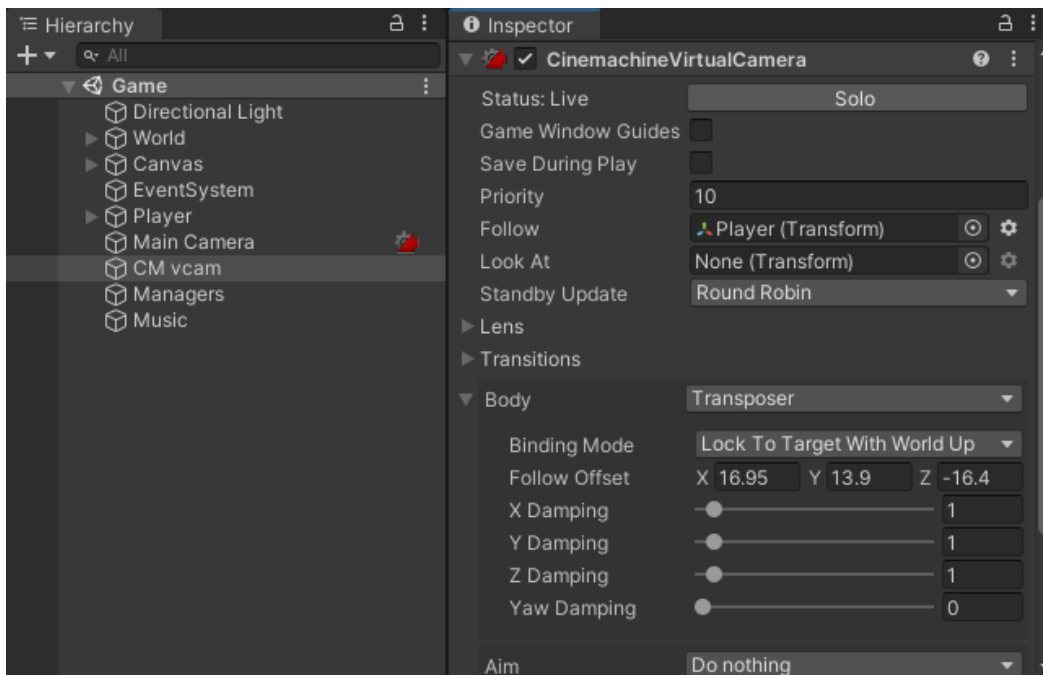 Hierarchy
All
Game
Directional Light
World
Canvas
EventSystem
Player
Main Camera
CM vcam
Managers
Music
Inspector
CinemachineVirtualCamera
Status: Live Solo
Game Window Guides
Save During Play
Priority 10
Follow Player (Transform)
Look At None (Transform)
Standby Update Round Robin
Lens
Transitions
Body Transposer
Binding Mode Lock To Target With World Up
Follow Offset X 16.95 Y 13.9 Z -16.4
X Damping 1
Y Damping 1
Z Damping 1
Yaw Damping 0
Aim Do nothing